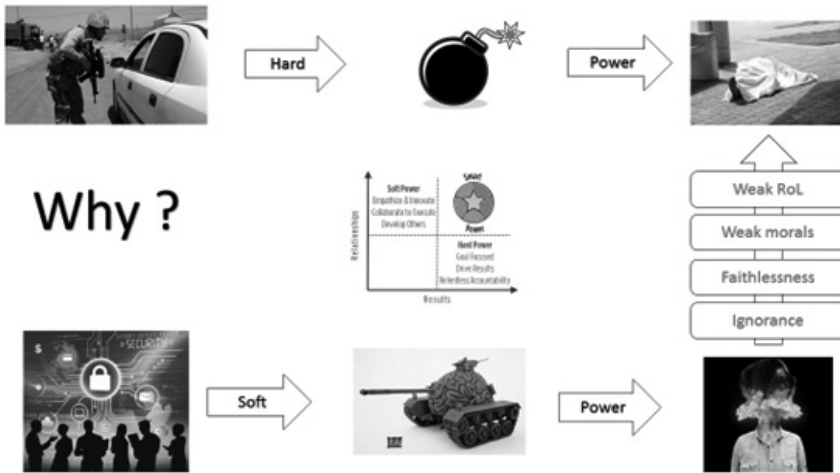 Hard
Power
Why ?
Relationships
Soft Power
Empathize & Innovate
Collaborate to Execute
Develop Others
Smart
Power
Hard Power
Goal Focused
Drive Results
Relentless Accountability
Results
Weak RoL
Weak morals
Faithlessness
Ignorance
$
SECURITY
Soft
Power